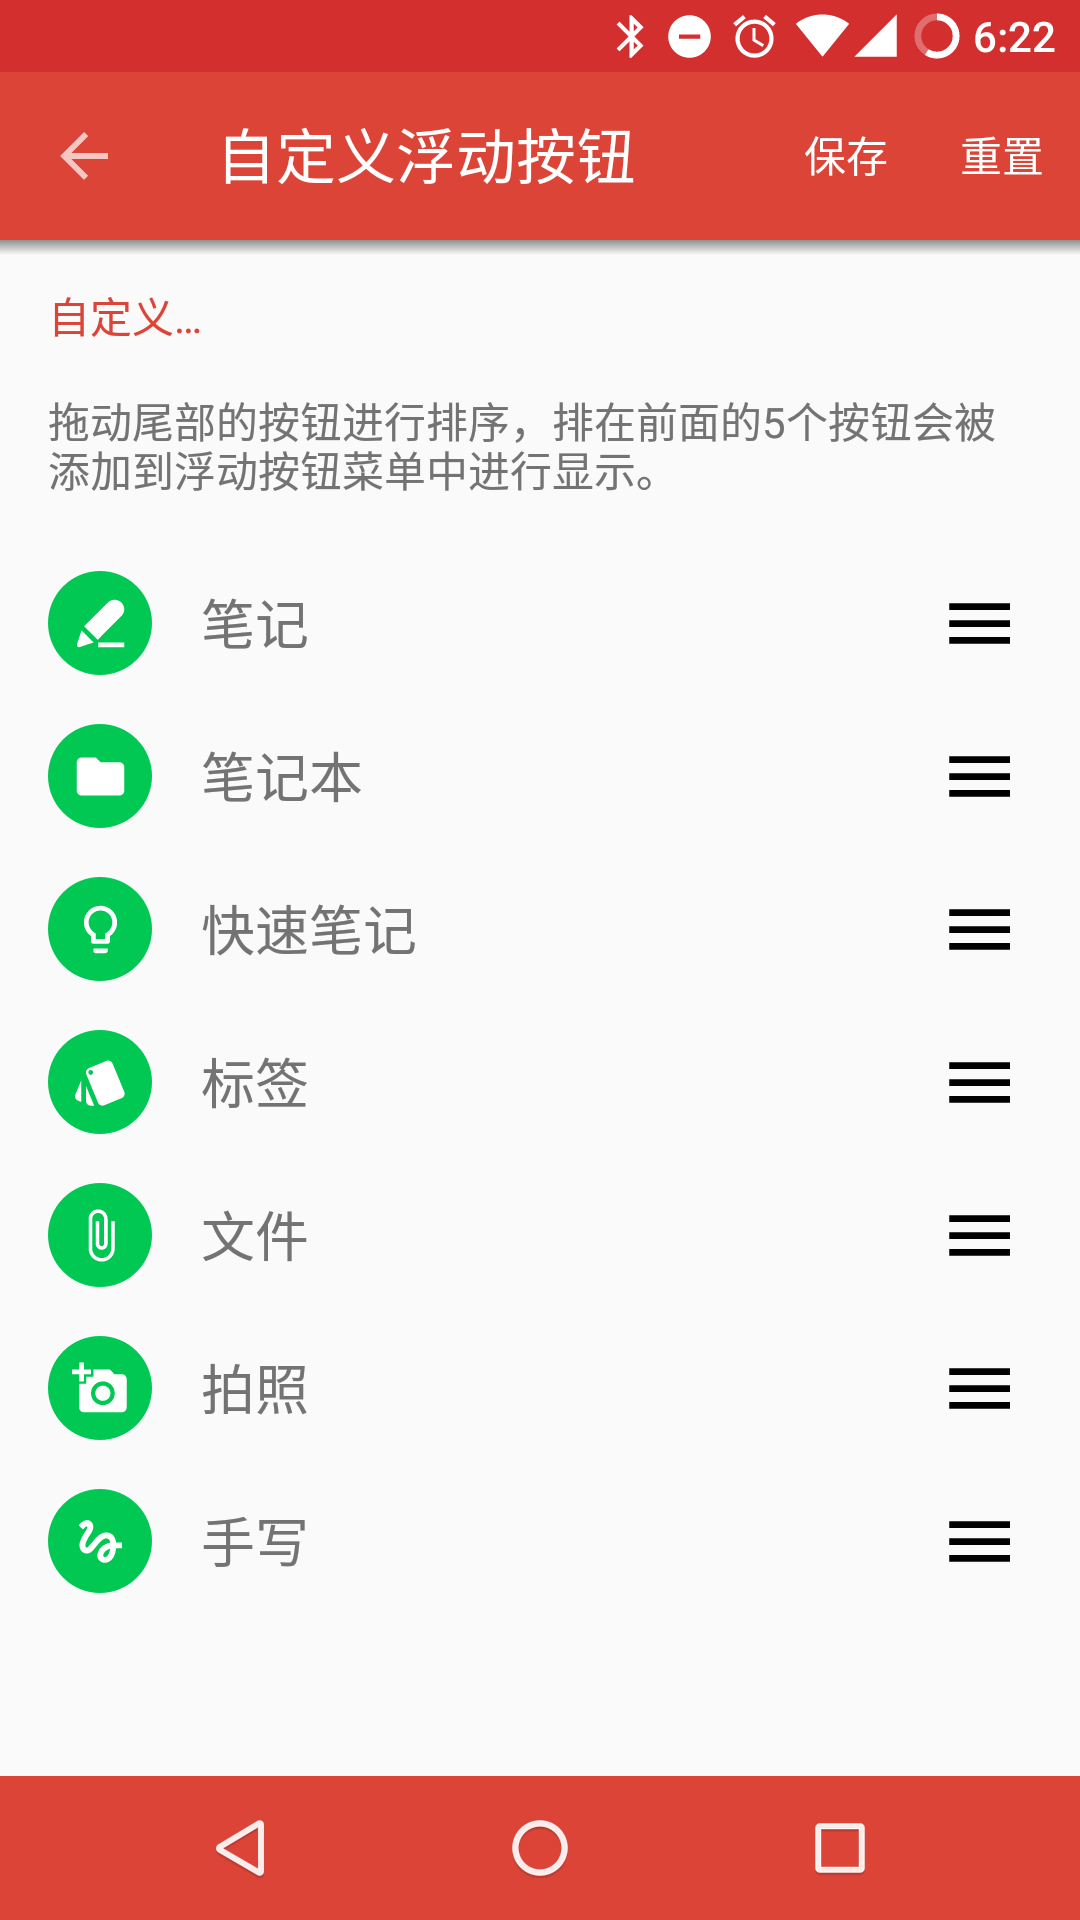 6:22
自定义浮动按钮 保存 重置
自定义...
拖动尾部的按钮进行排序，排在前面的5个按钮会被
添加到浮动按钮菜单中进行显示。
笔记
笔记本
快速笔记
标签
文件
拍照
手写